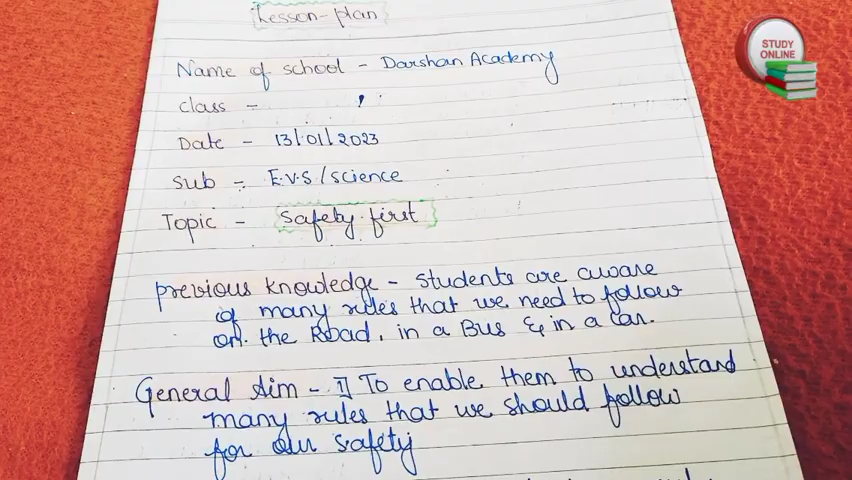 Lesson-plan
STUDY
ONLINE
Name of school - Darshan Academy
class -
Date - 13/01/2023
Sub - E.V.S/science
Topic - Safety first
previous knowledge - students are aware
of many rules that we need to follow
on the Road, in a Bus & in a Car.
General Aim - 1] To enable them to understand
many rules that we should follow
for our safety